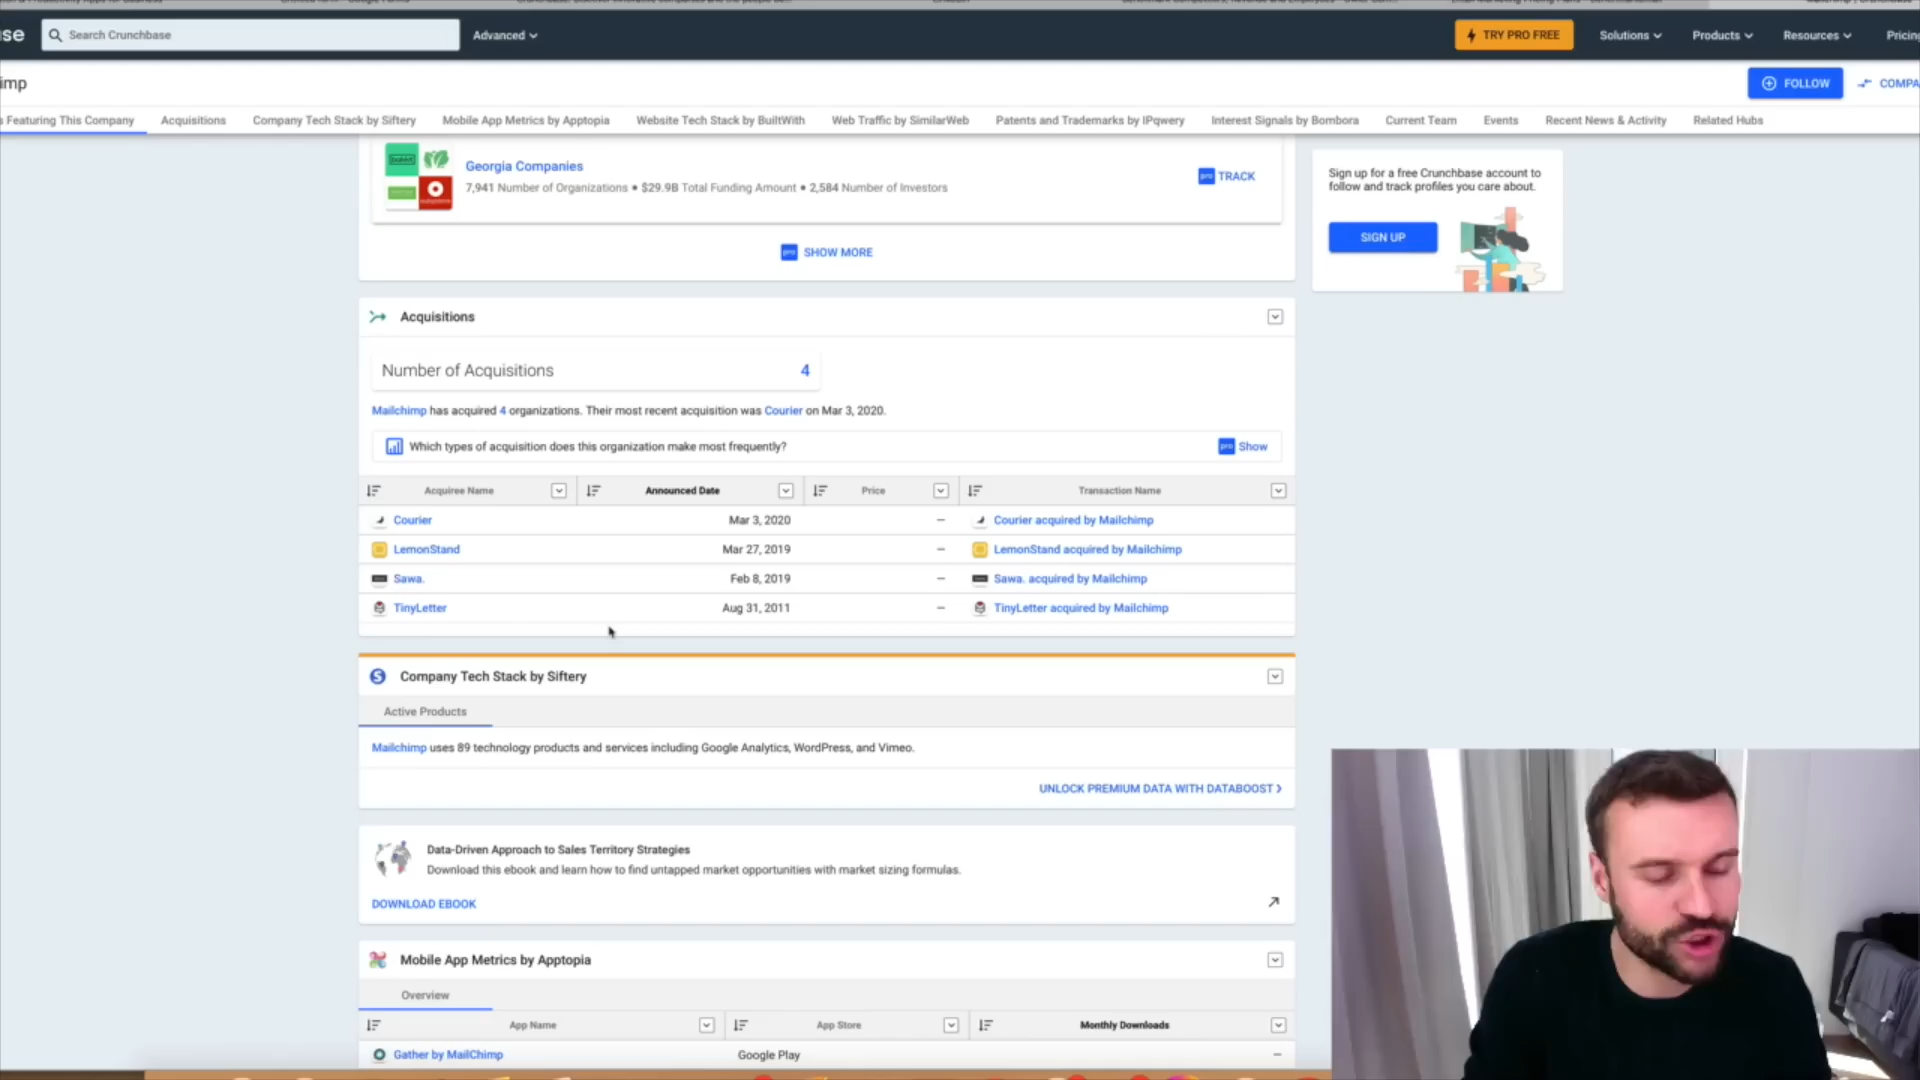 se
Search Crunchbase
Advanced
TRY PRO FREE
Solutions
Products
Resources
Pricing
imp
FOLLOW
COMPA
s Featuring This Company
Acquisitions
Company Tech Stack by Siftery
Mobile App Metrics by Apptopia
Website Tech Stack by BuiltWith
Web Traffic by SimilarWeb
Patents and Trademarks by IPqwery
Interest Signals by Bombora
Current Team
Events
Recent News & Activity
Related Hubs
Georgia Companies
7,941 Number of Organizations • $29.9B Total Funding Amount • 2,584 Number of Investors
pro TRACK
Sign up for a free Crunchbase account to
follow and track profiles you care about.
SIGN UP
pro SHOW MORE
Acquisitions
Number of Acquisitions 4
Mailchimp has acquired 4 organizations. Their most recent acquisition was Courier on Mar 3, 2020.
Which types of acquisition does this organization make most frequently? pro Show
Acquiree Name Announced Date Price Transaction Name
Courier Mar 3, 2020 — Courier acquired by Mailchimp
LemonStand Mar 27, 2019 — LemonStand acquired by Mailchimp
Sawa. Feb 8, 2019 — Sawa. acquired by Mailchimp
TinyLetter Aug 31, 2011 — TinyLetter acquired by Mailchimp
Company Tech Stack by Siftery
Active Products
Mailchimp uses 89 technology products and services including Google Analytics, WordPress, and Vimeo.
UNLOCK PREMIUM DATA WITH DATABOOST
Data-Driven Approach to Sales Territory Strategies
Download this ebook and learn how to find untapped market opportunities with market sizing formulas.
DOWNLOAD EBOOK
Mobile App Metrics by Apptopia
Overview
App Name App Store Monthly Downloads
Gather by MailChimp Google Play —